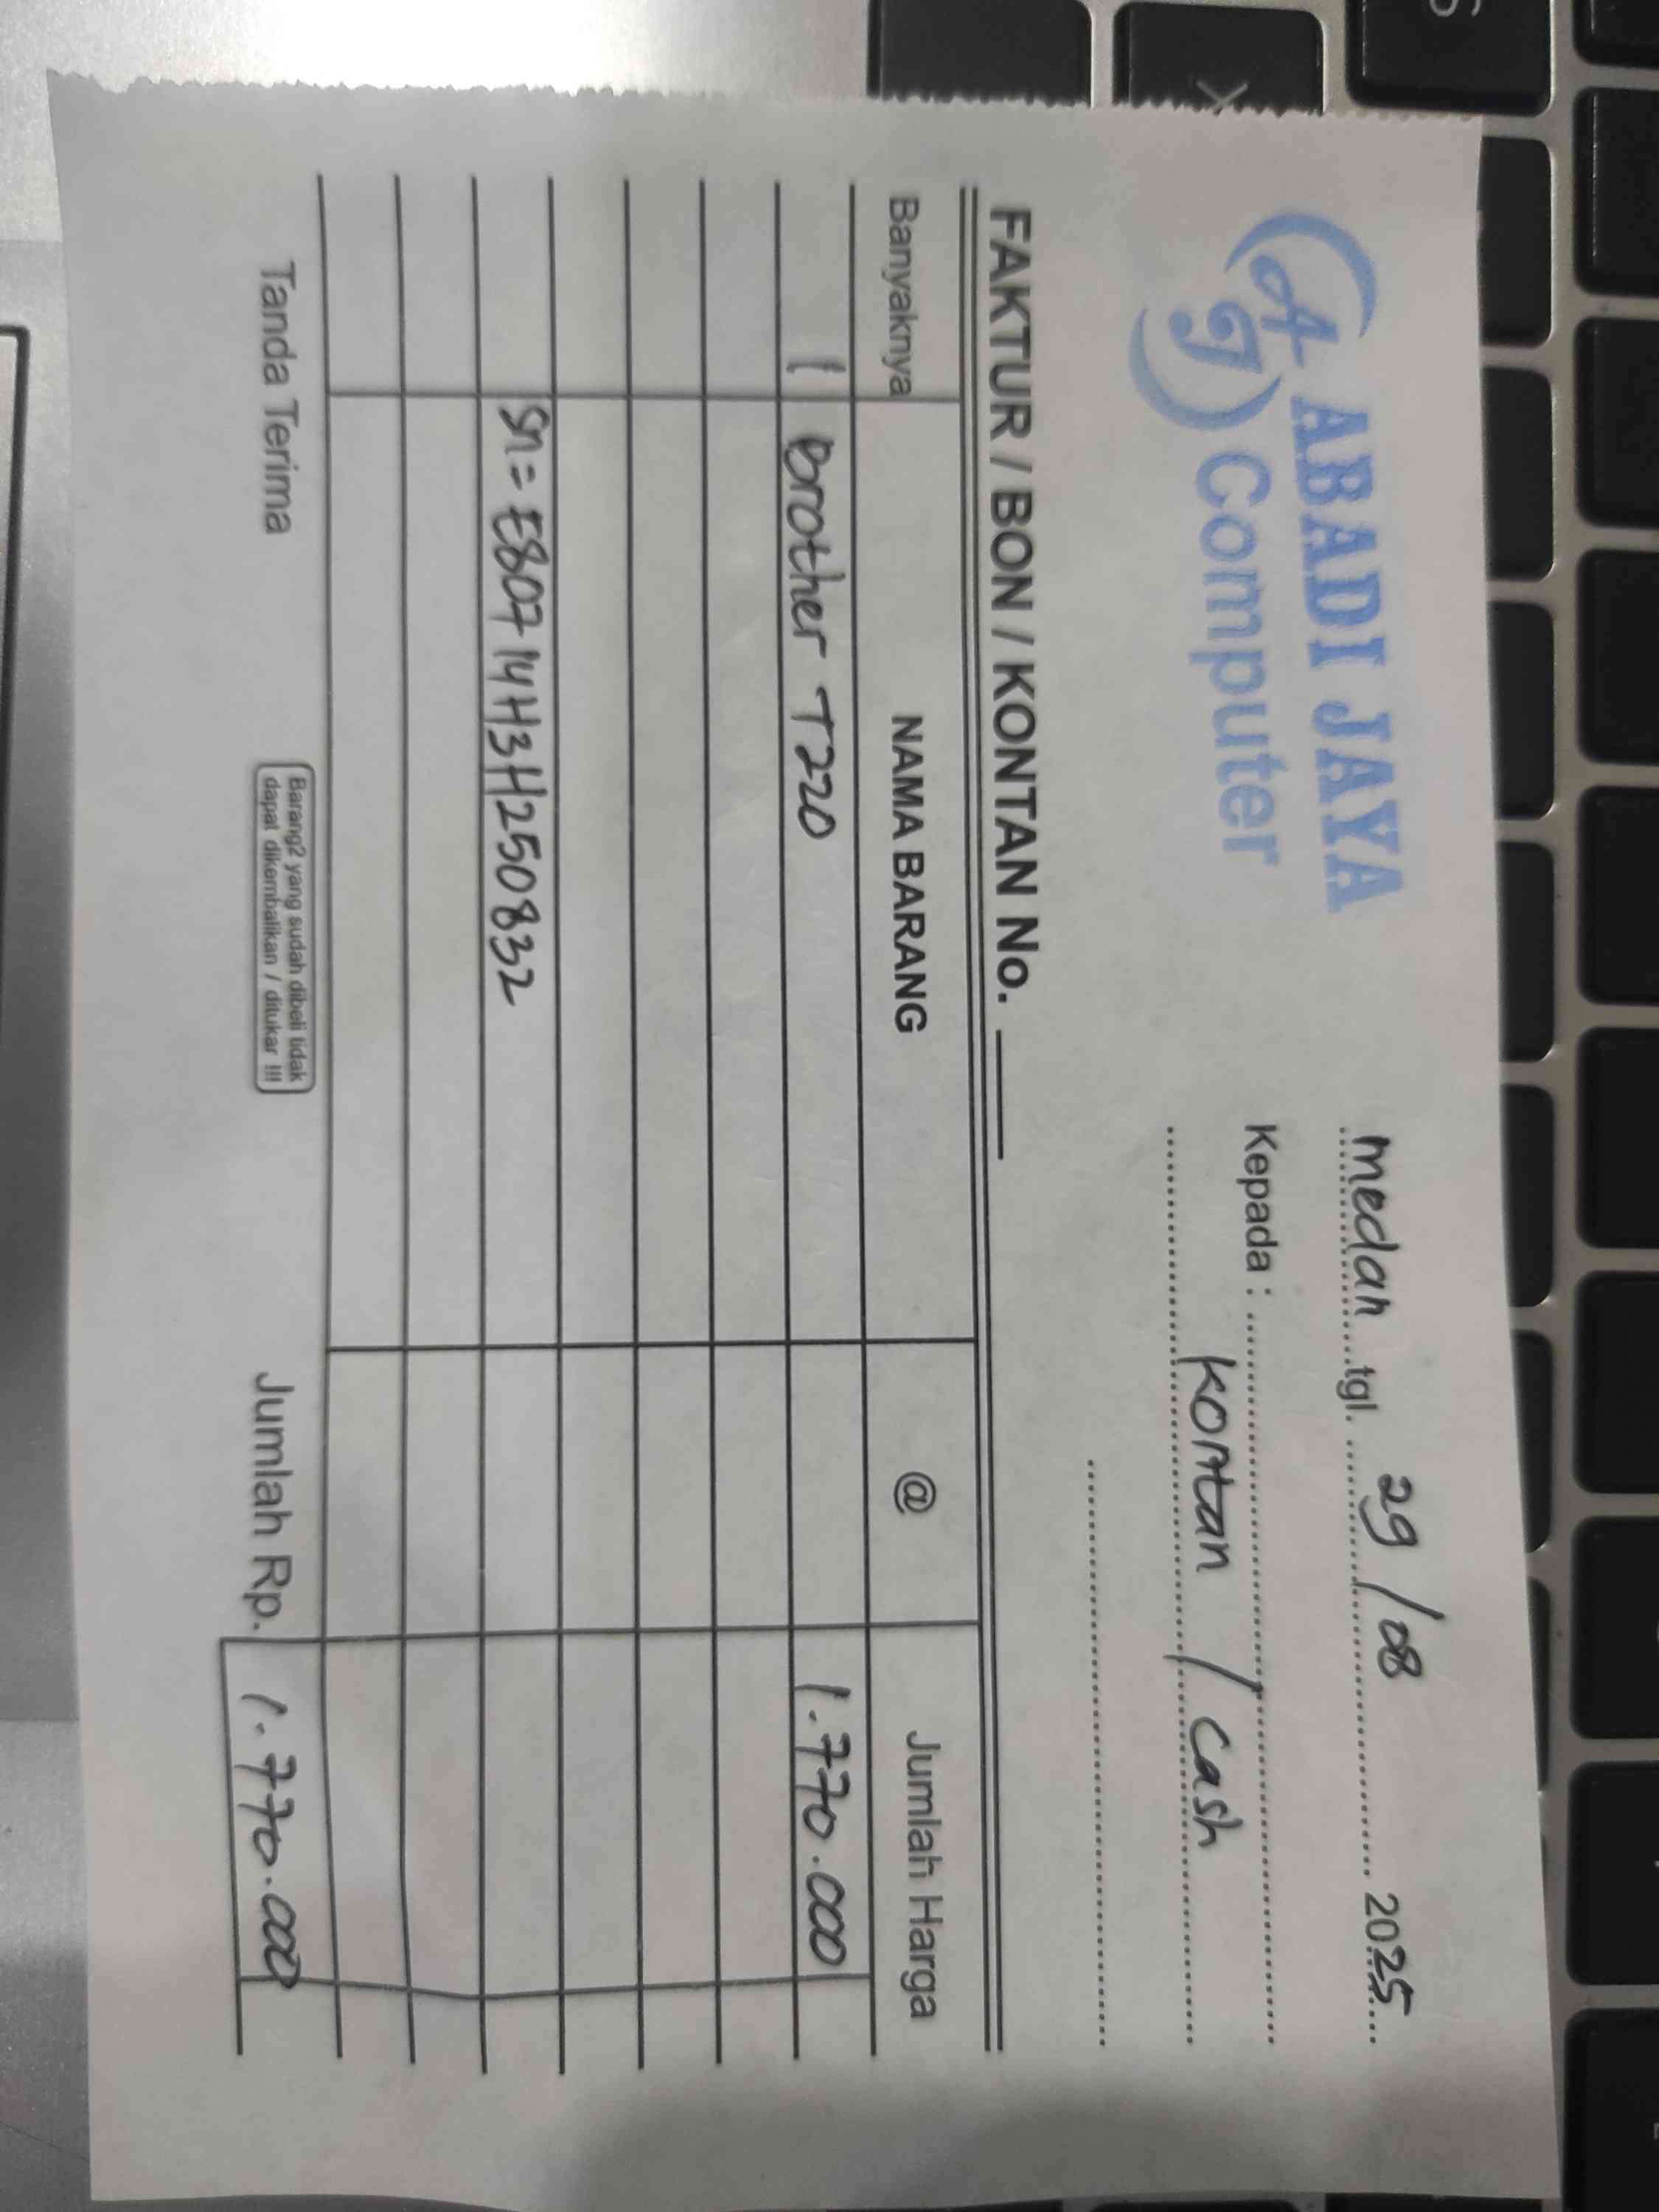 ABADI JAYA
AJ Computer
medan tgl. 29/08 2025
Kepada : Kontan / Cash
FAKTUR / BON / KONTAN No.
Banyaknya NAMA BARANG @ Jumlah Harga
1 Brother T220 1.770.000
Sn = E80714H3H250832
Tanda Terima
Barang2 yang sudah dibeli tidak
dapat dikembalikan / ditukar !!!
Jumlah Rp. 1.770.000